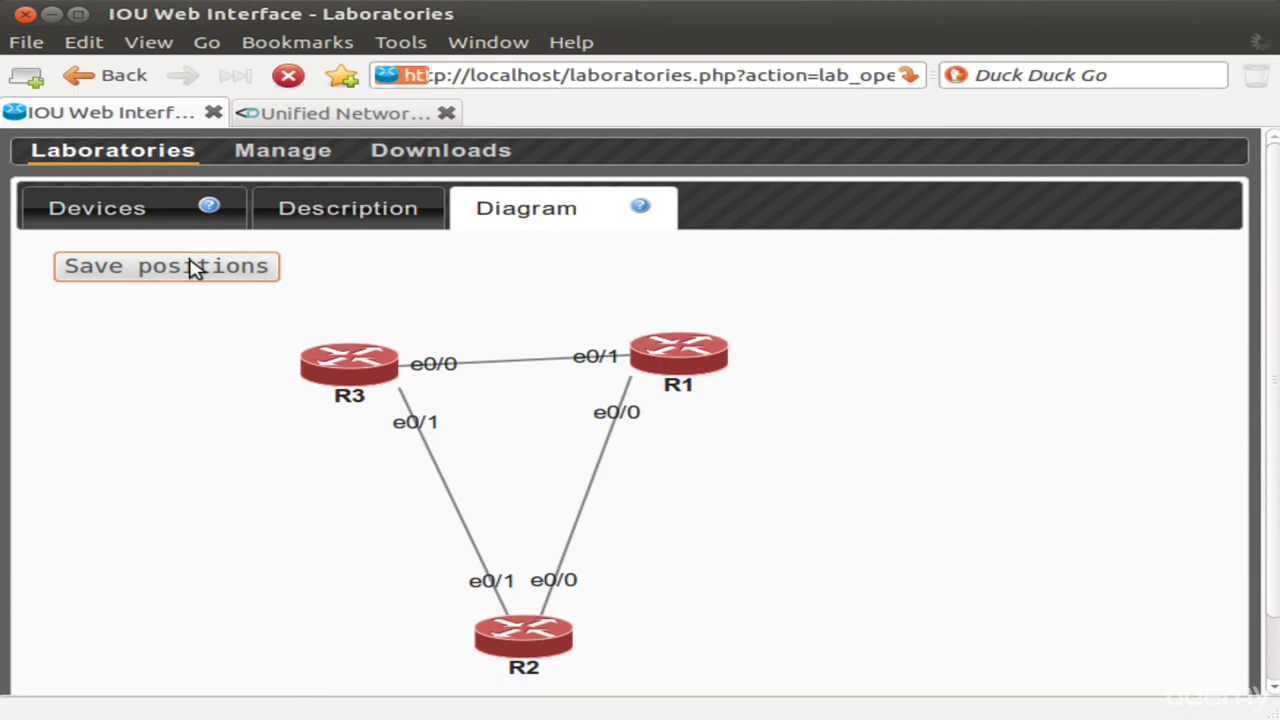 IOU Web Interface - Laboratories
File Edit View Go Bookmarks Tools Window Help
Back http://localhost/laboratories.php?action=lab_ope Duck Duck Go
IOU Web Interf... Unified Networ...
Laboratories Manage Downloads
Devices ? Description Diagram ?
Save positions
e0/0 e0/1
R3 R1
e0/1 e0/0
e0/1 e0/0
R2
udemy